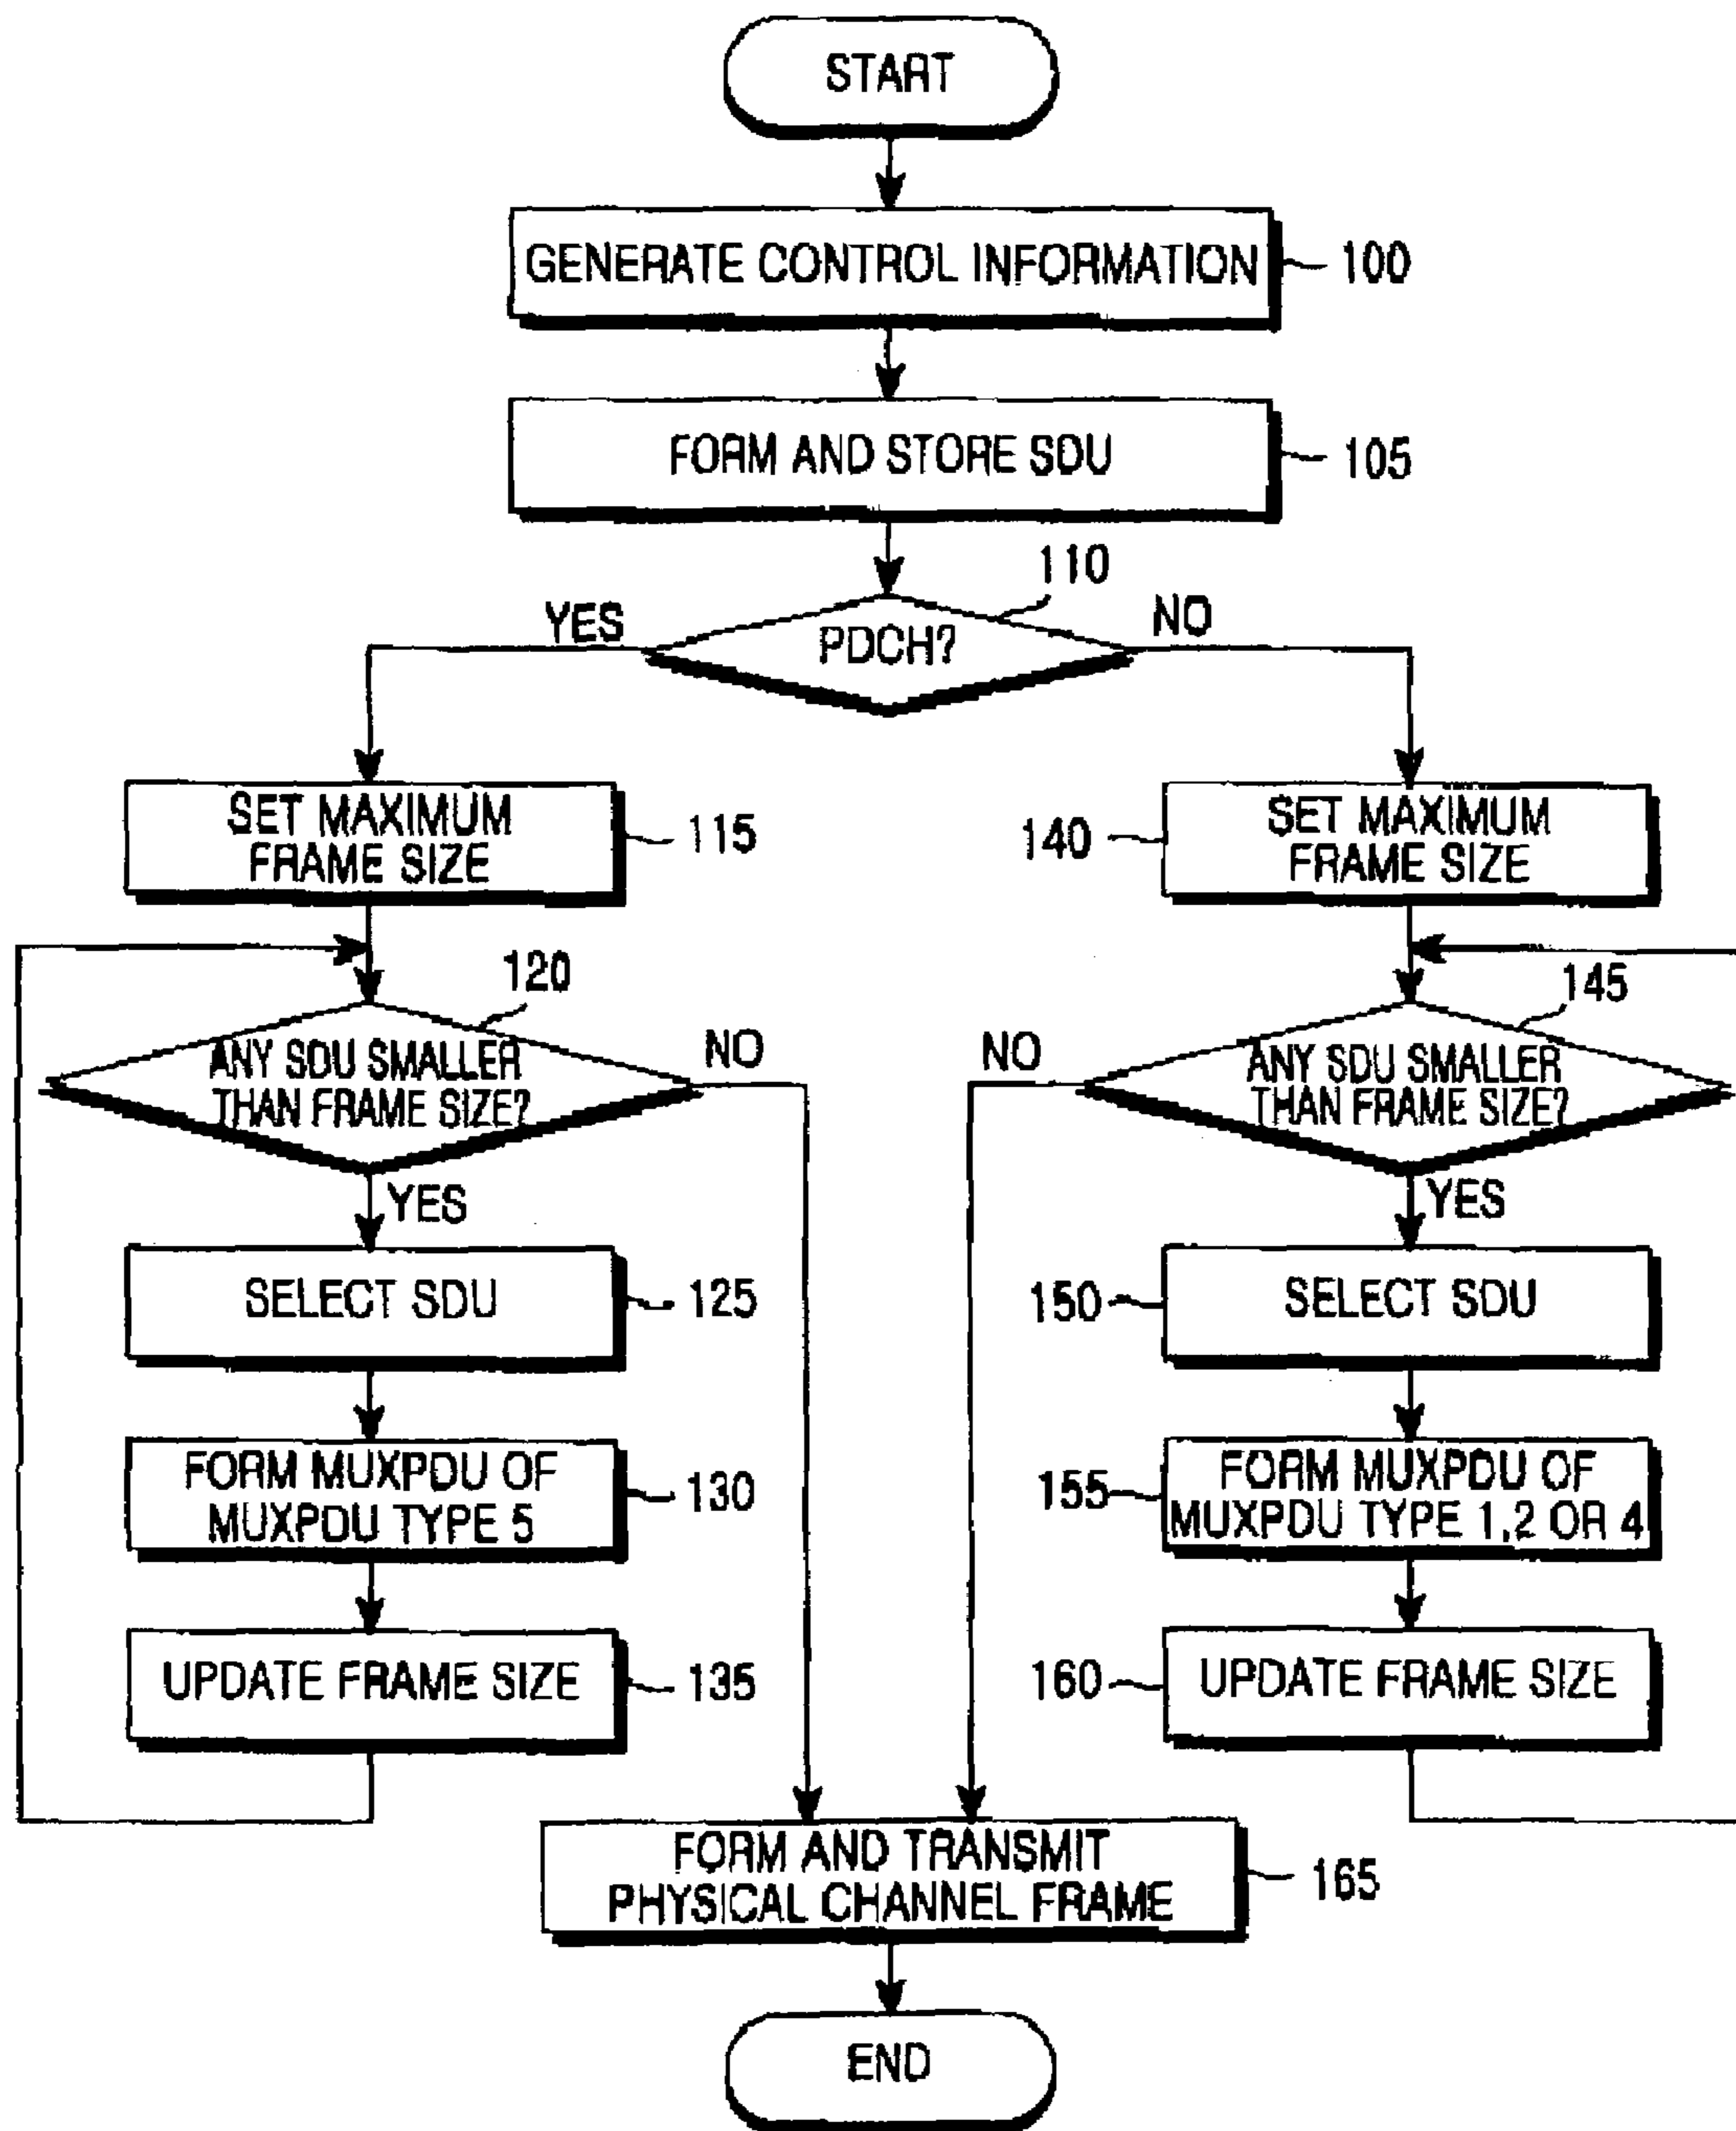 START
GENERATE CONTROL INFORMATION
100
FORM AND STORE SDU
105
110
YES
PDCH?
NO
SET MAXIMUM
FRAME SIZE
115
140
SET MAXIMUM
FRAME SIZE
120
ANY SDU SMALLER
THAN FRAME SIZE?
NO
145
NO
ANY SDU SMALLER
THAN FRAME SIZE?
YES
YES
SELECT SDU
125
150
SELECT SDU
FORM MUXPDU OF
MUXPDU TYPE 5
130
155
FORM MUXPDU OF
MUXPDU TYPE 1,2 OR 4
UPDATE FRAME SIZE
135
160
UPDATE FRAME SIZE
FORM AND TRANSMIT
PHYSICAL CHANNEL FRAME
165
END